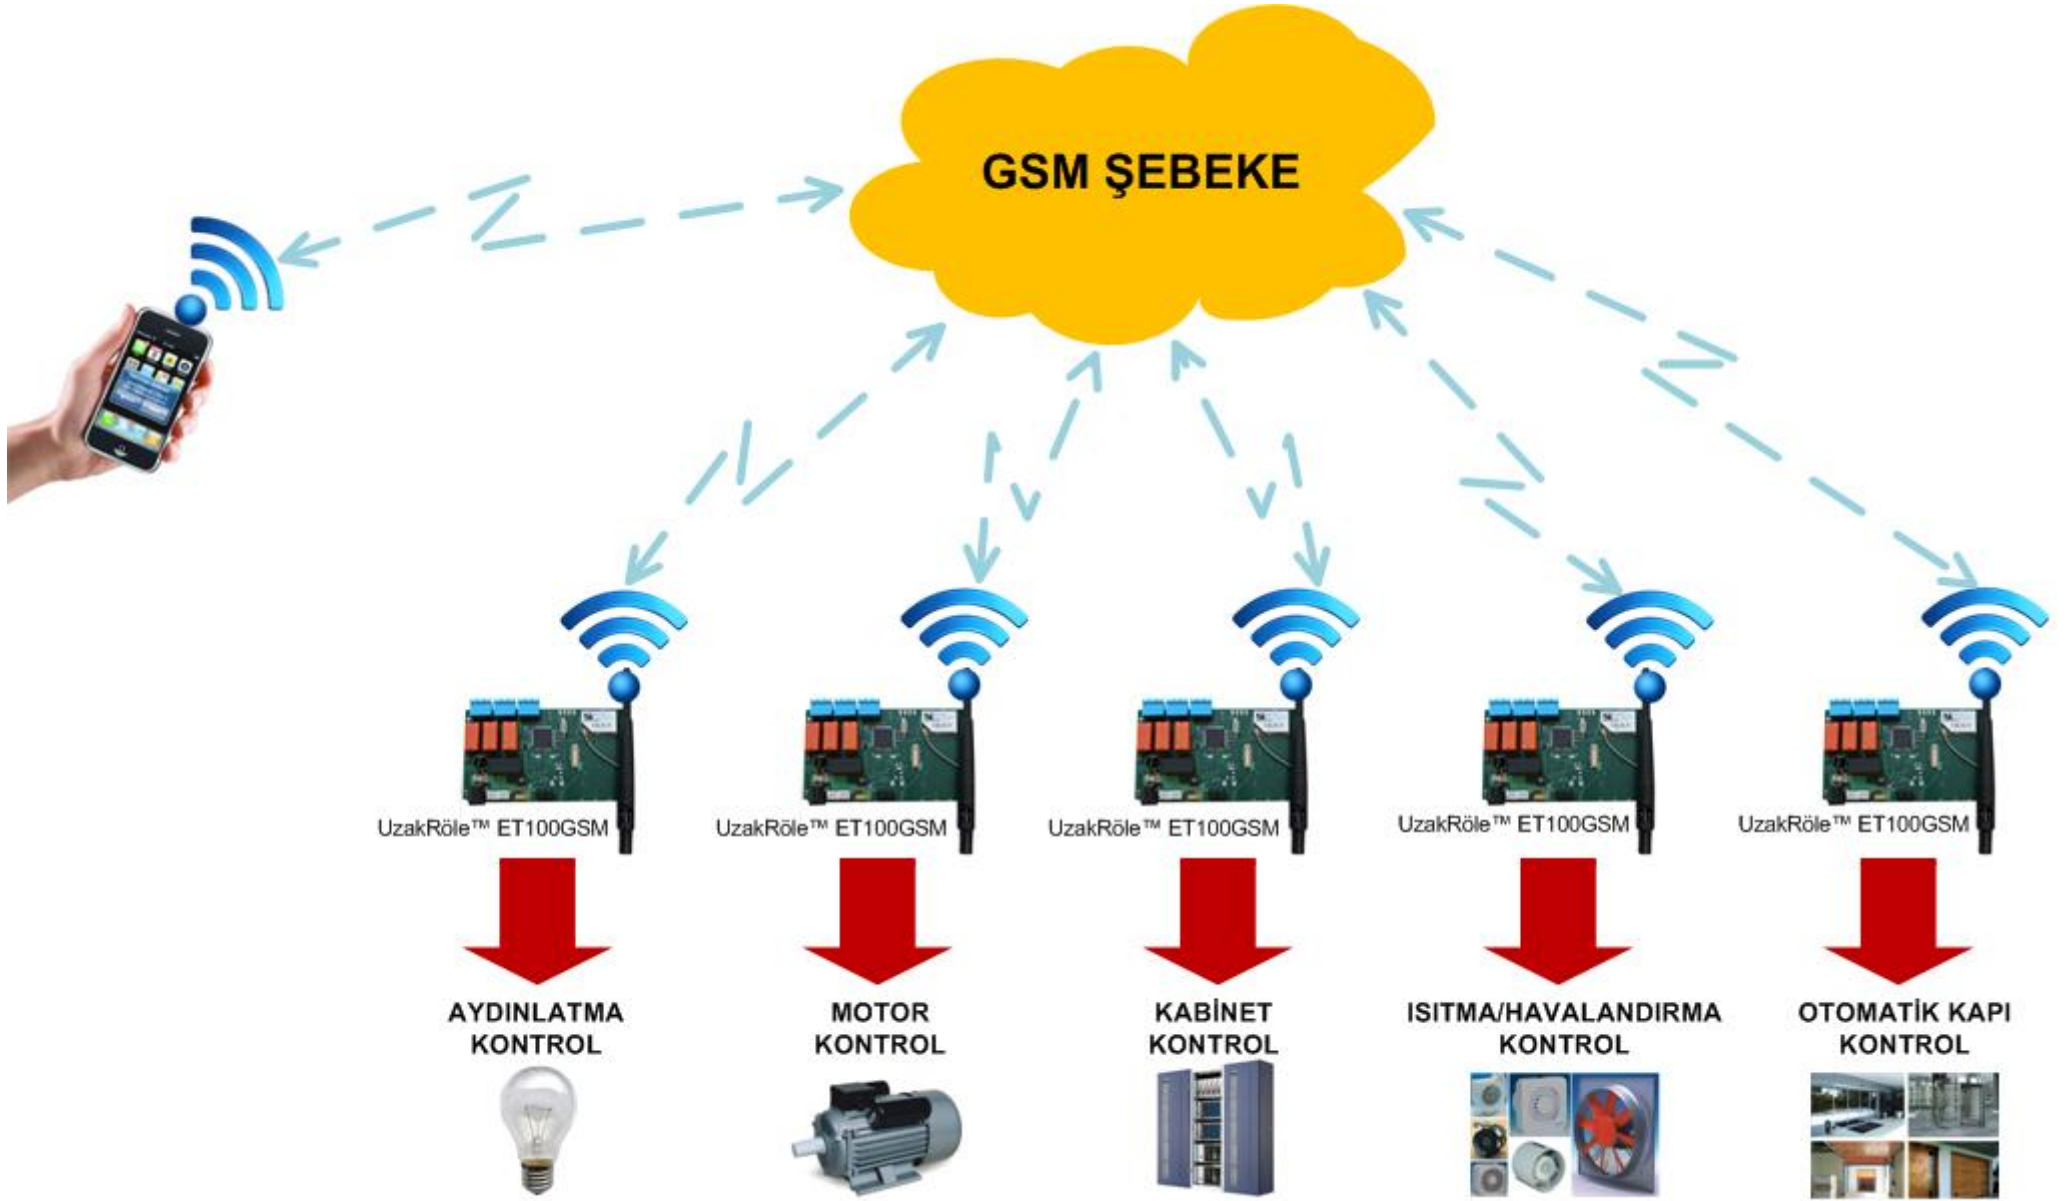 GSM ŞEBEKE
UzakRöle™ ET100GSM
UzakRöle™ ET100GSM
UzakRöle™ ET100GSM
UzakRöle™ ET100GSM
UzakRöle™ ET100GSM
AYDINLATMA
KONTROL
MOTOR
KONTROL
KABİNET
KONTROL
ISITMA/HAVALANDIRMA
KONTROL
OTOMATİK KAPI
KONTROL